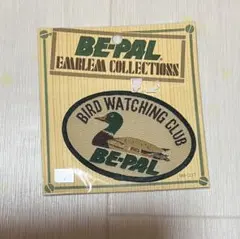 BE-PAL
EMBLEM COLLECTIONS
BIRD WATCHING CLUB
BE-PAL